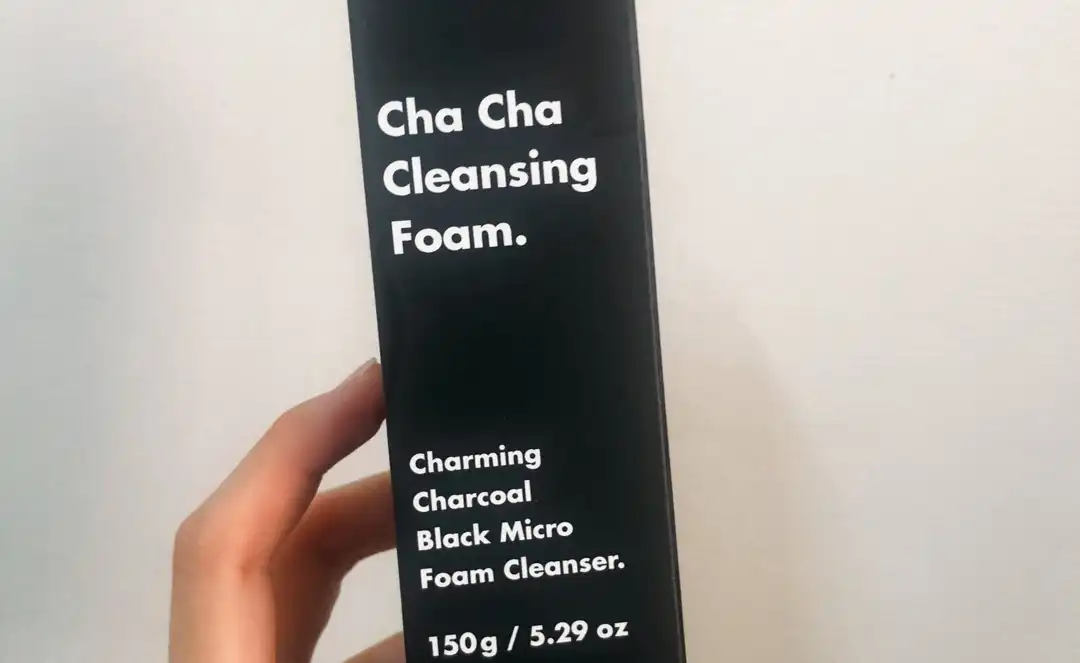 Cha Cha
Cleansing
Foam.
Charming
Charcoal
Black Micro
Foam Cleanser.
150g / 5.29 oz